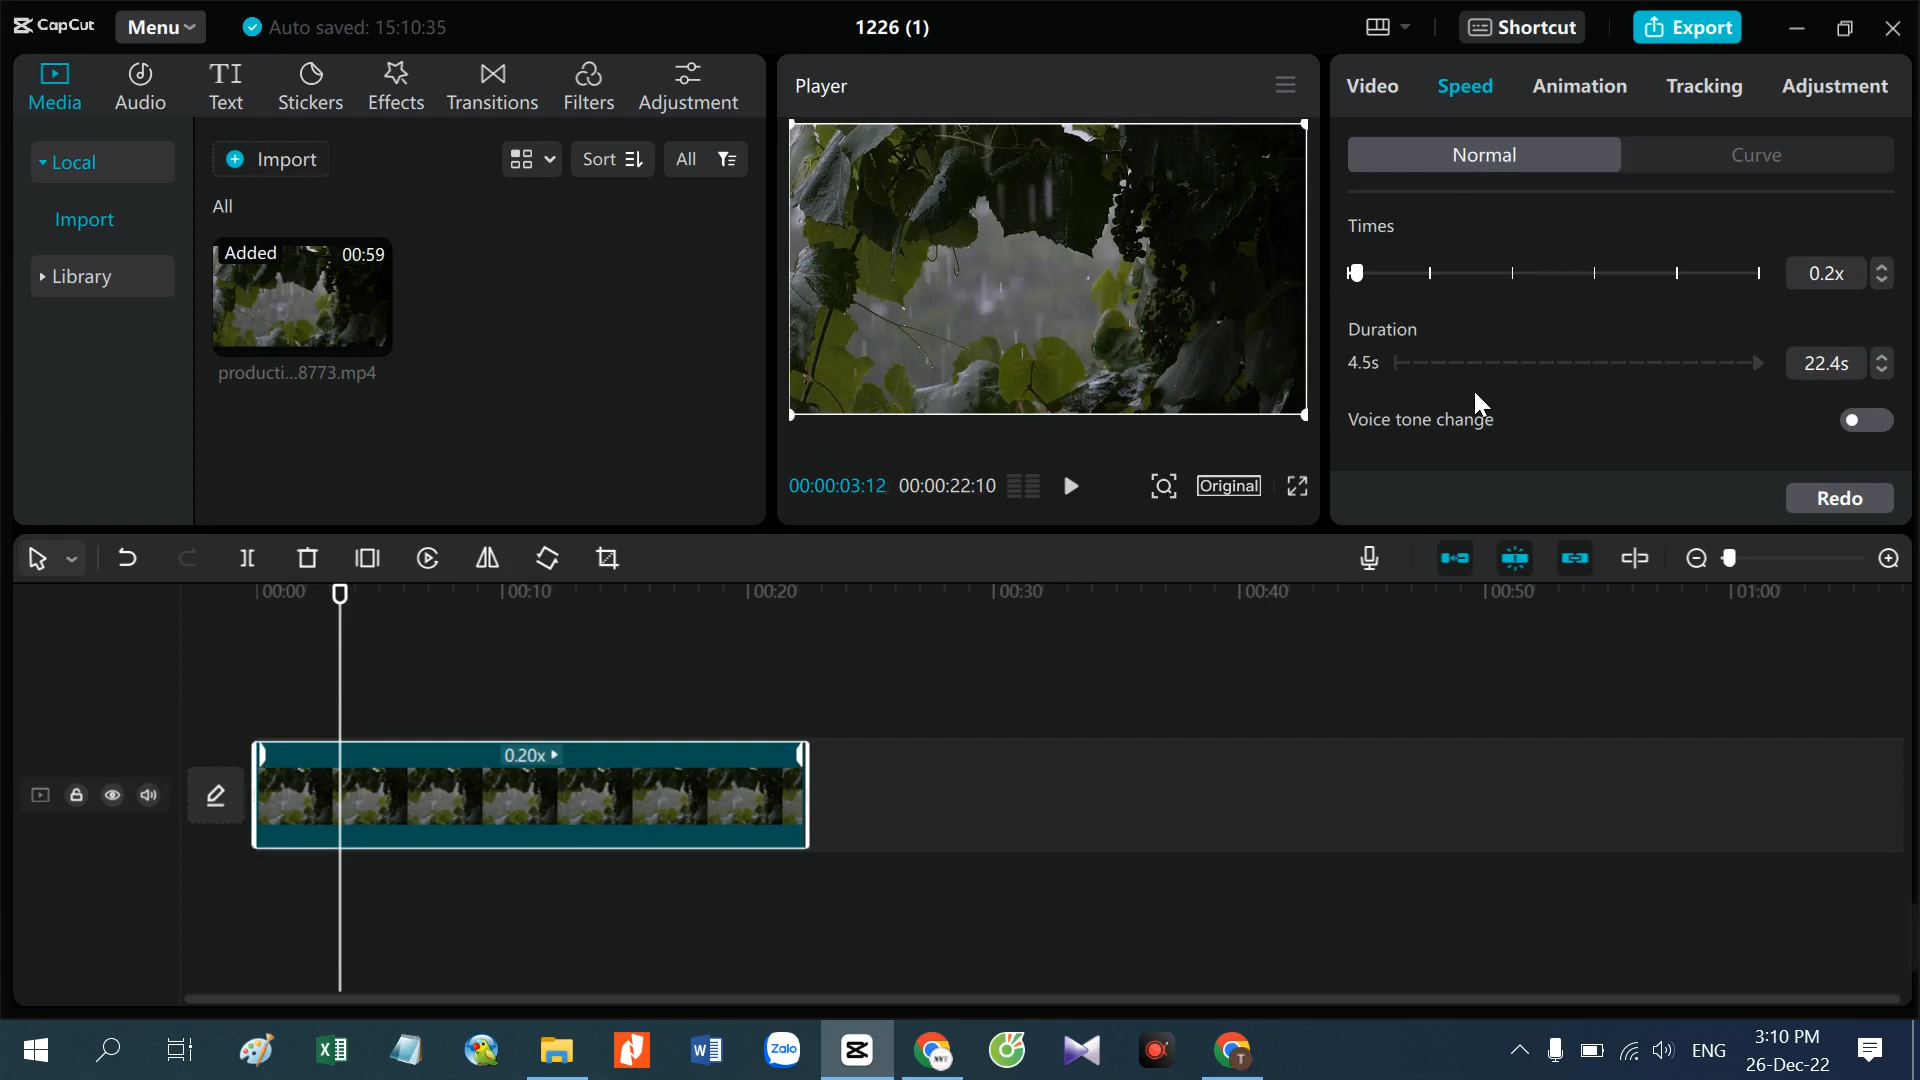 CapCut
Menu
Auto saved: 15:10:35
1226 (1)
Shortcut
Export
Media
Audio
Text
Stickers
Effects
Transitions
Filters
Adjustment
Local
Import
Library
Import
Sort
All
All
Added
00:59
producti...8773.mp4
Player
00:00:03:12
00:00:22:10
Original
Video
Speed
Animation
Tracking
Adjustment
Normal
Curve
Times
0.2x
Duration
4.5s
22.4s
Voice tone change
Redo
00:00
00:10
00:20
00:30
00:40
00:50
01:00
0.20x
Zalo
T
ENG
3:10 PM
26-Dec-22